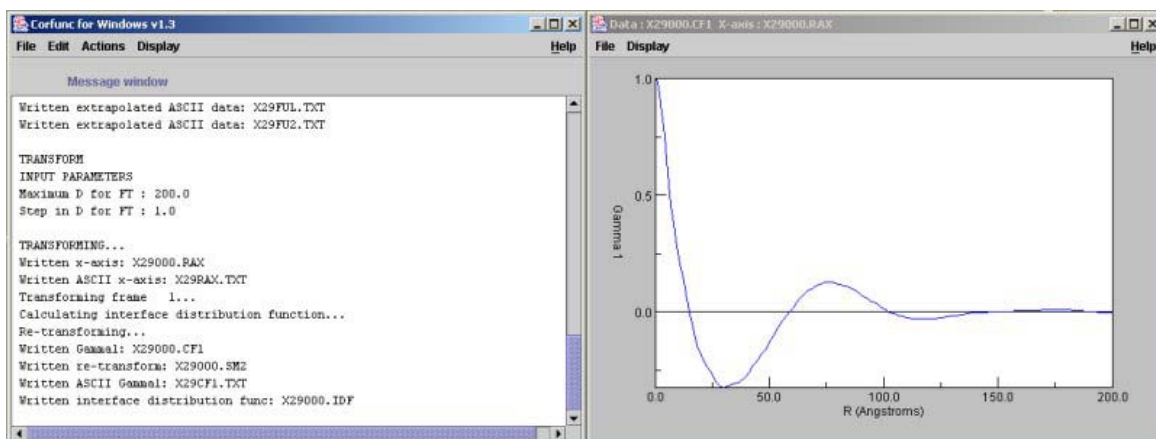 Corfunc for Windows v1.3
File Edit Actions Display Help
Message window
Written extrapolated ASCII data: X29FUL.TXT
Written extrapolated ASCII data: X29FU2.TXT
TRANSFORM
INPUT PARAMETERS
Maximum D for FT : 200.0
Step in D for FT : 1.0
TRANSFORMING...
Written x-axis: X29000.RAX
Written ASCII x-axis: X29RAX.TXT
Transforming frame 1...
Calculating interface distribution function...
Re-transforming...
Written Gamma1: X29000.CF1
Written re-transform: X29000.SM2
Written ASCII Gamma1: X29CF1.TXT
Written interface distribution func: X29000.IDF
Data : X29000.CF1 X-axis : X29000.RAX
File Display Help
1.0
0.5
0.0
Gamma 1
0.0 50.0 100.0 150.0 200.0
R (Angstroms)